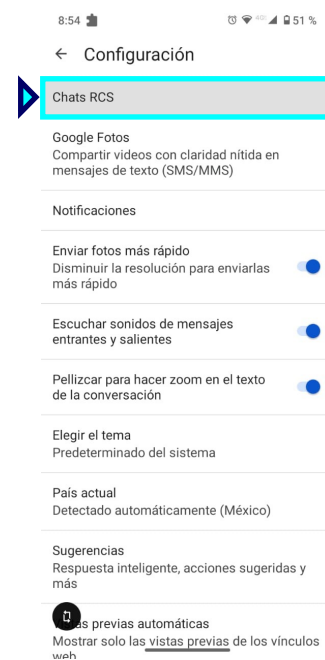 8:54 51 %
Configuración
Chats RCS
Google Fotos
Compartir videos con claridad nítida en
mensajes de texto (SMS/MMS)
Notificaciones
Enviar fotos más rápido
Disminuir la resolución para enviarlas
más rápido
Escuchar sonidos de mensajes
entrantes y salientes
Pellizcar para hacer zoom en el texto
de la conversación
Elegir el tema
Predeterminado del sistema
País actual
Detectado automáticamente (México)
Sugerencias
Respuesta inteligente, acciones sugeridas y
más
previas automáticas
Mostrar solo las vistas previas de los vínculos
web